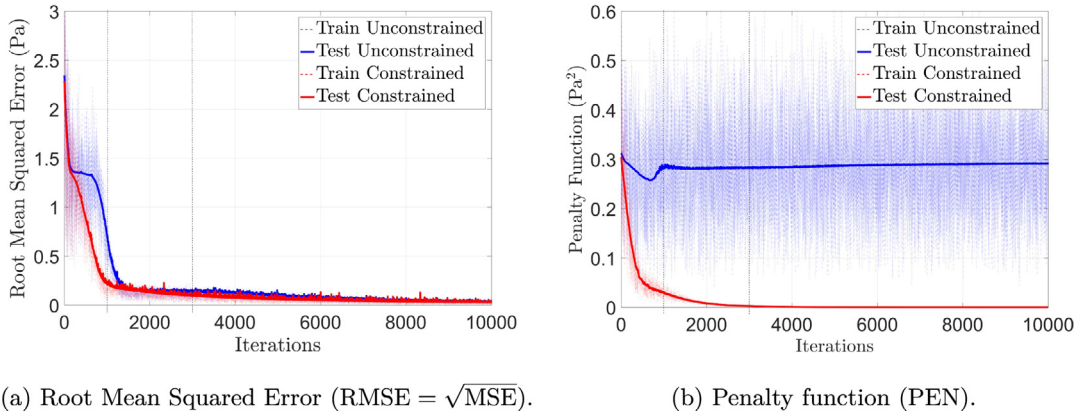 Root Mean Squared Error (Pa)
3
2.5
2
1.5
1
0.5
0
0 2000 4000 6000 8000 10000
Iterations
Train Unconstrained
Test Unconstrained
Train Constrained
Test Constrained
(a) Root Mean Squared Error (RMSE = √MSE).
Penalty Function (Pa²)
0.6
0.5
0.4
0.3
0.2
0.1
0
0 2000 4000 6000 8000 10000
Iterations
Train Unconstrained
Test Unconstrained
Train Constrained
Test Constrained
(b) Penalty function (PEN).